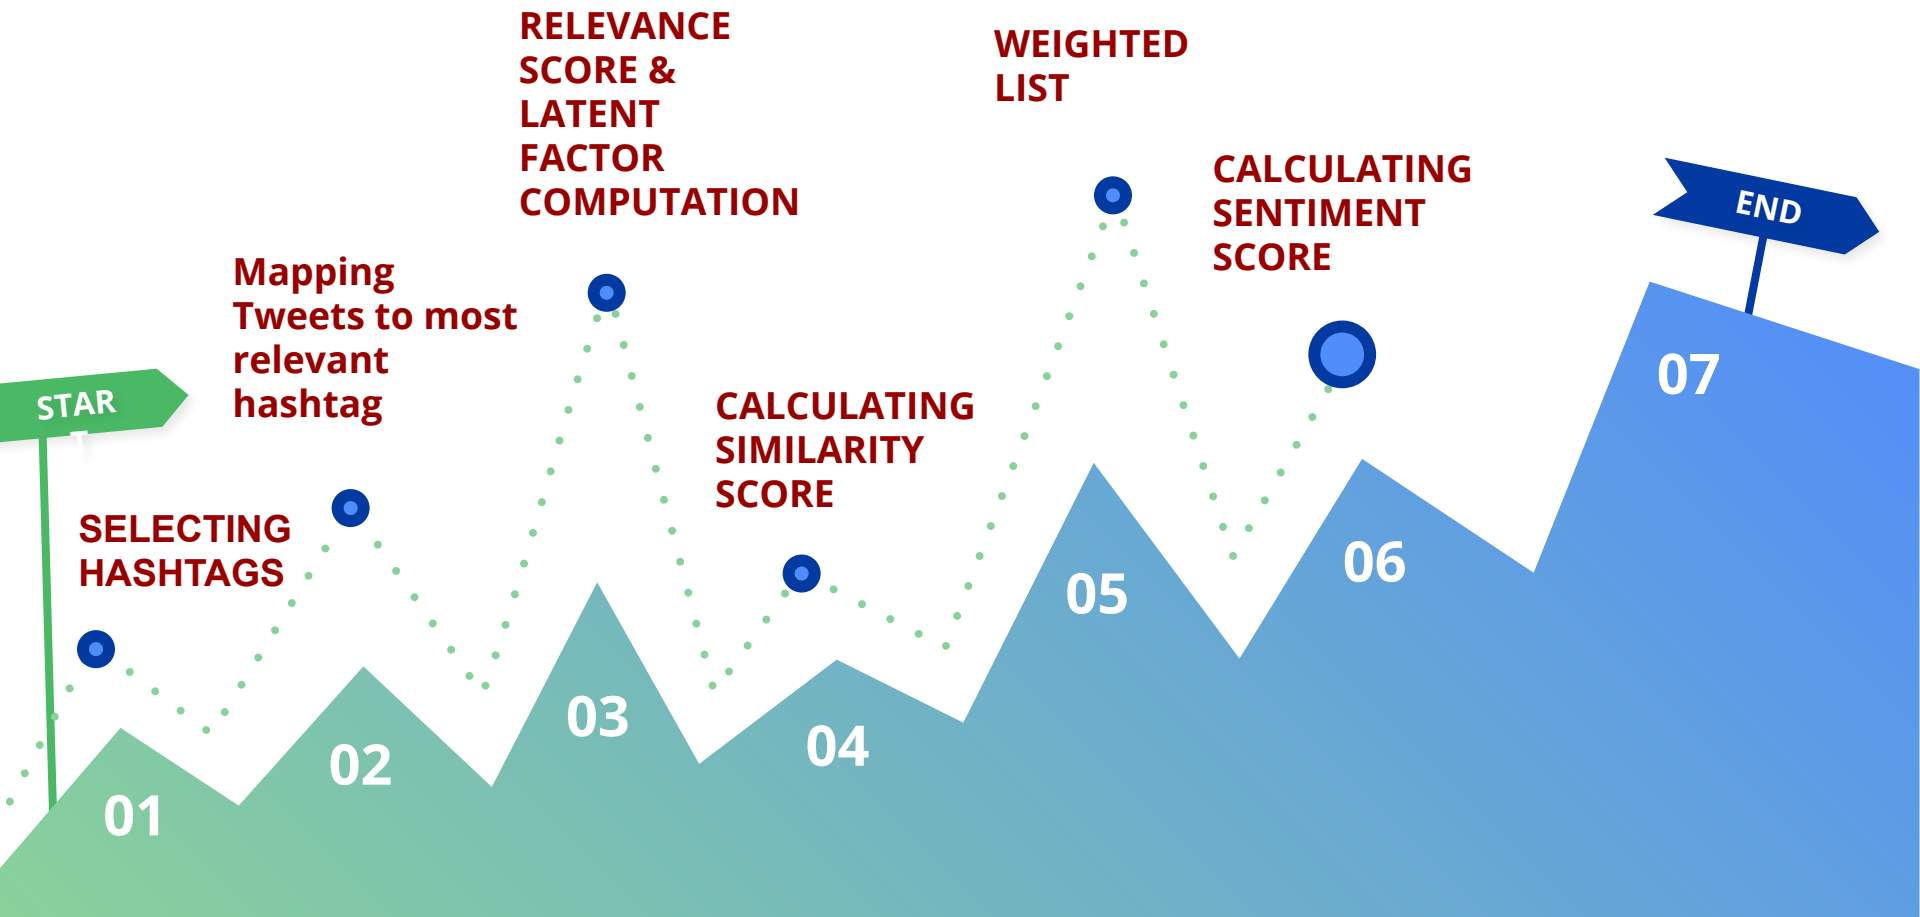 STAR
T
SELECTING
HASHTAGS
01
Mapping
Tweets to most
relevant
hashtag
02
RELEVANCE
SCORE &
LATENT
FACTOR
COMPUTATION
03
CALCULATING
SIMILARITY
SCORE
04
WEIGHTED
LIST
05
CALCULATING
SENTIMENT
SCORE
06
END
07